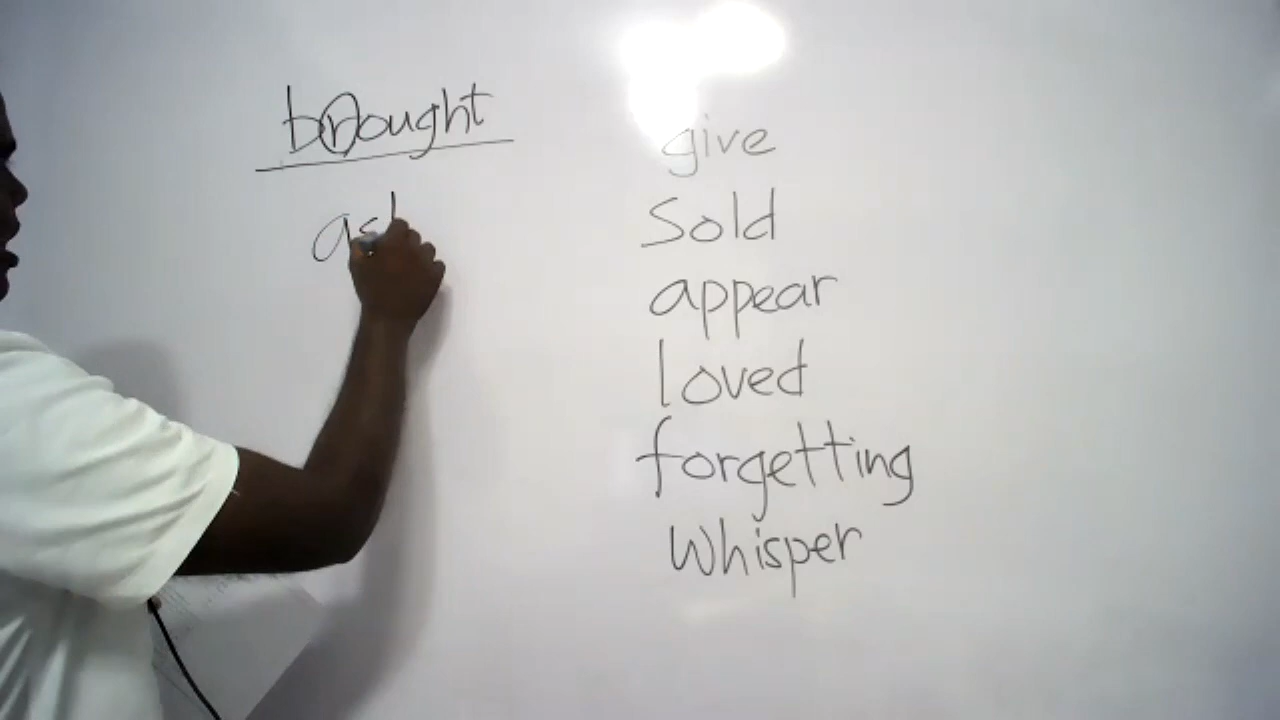 brought
give
Sold
appear
loved
forgetting
Whisper